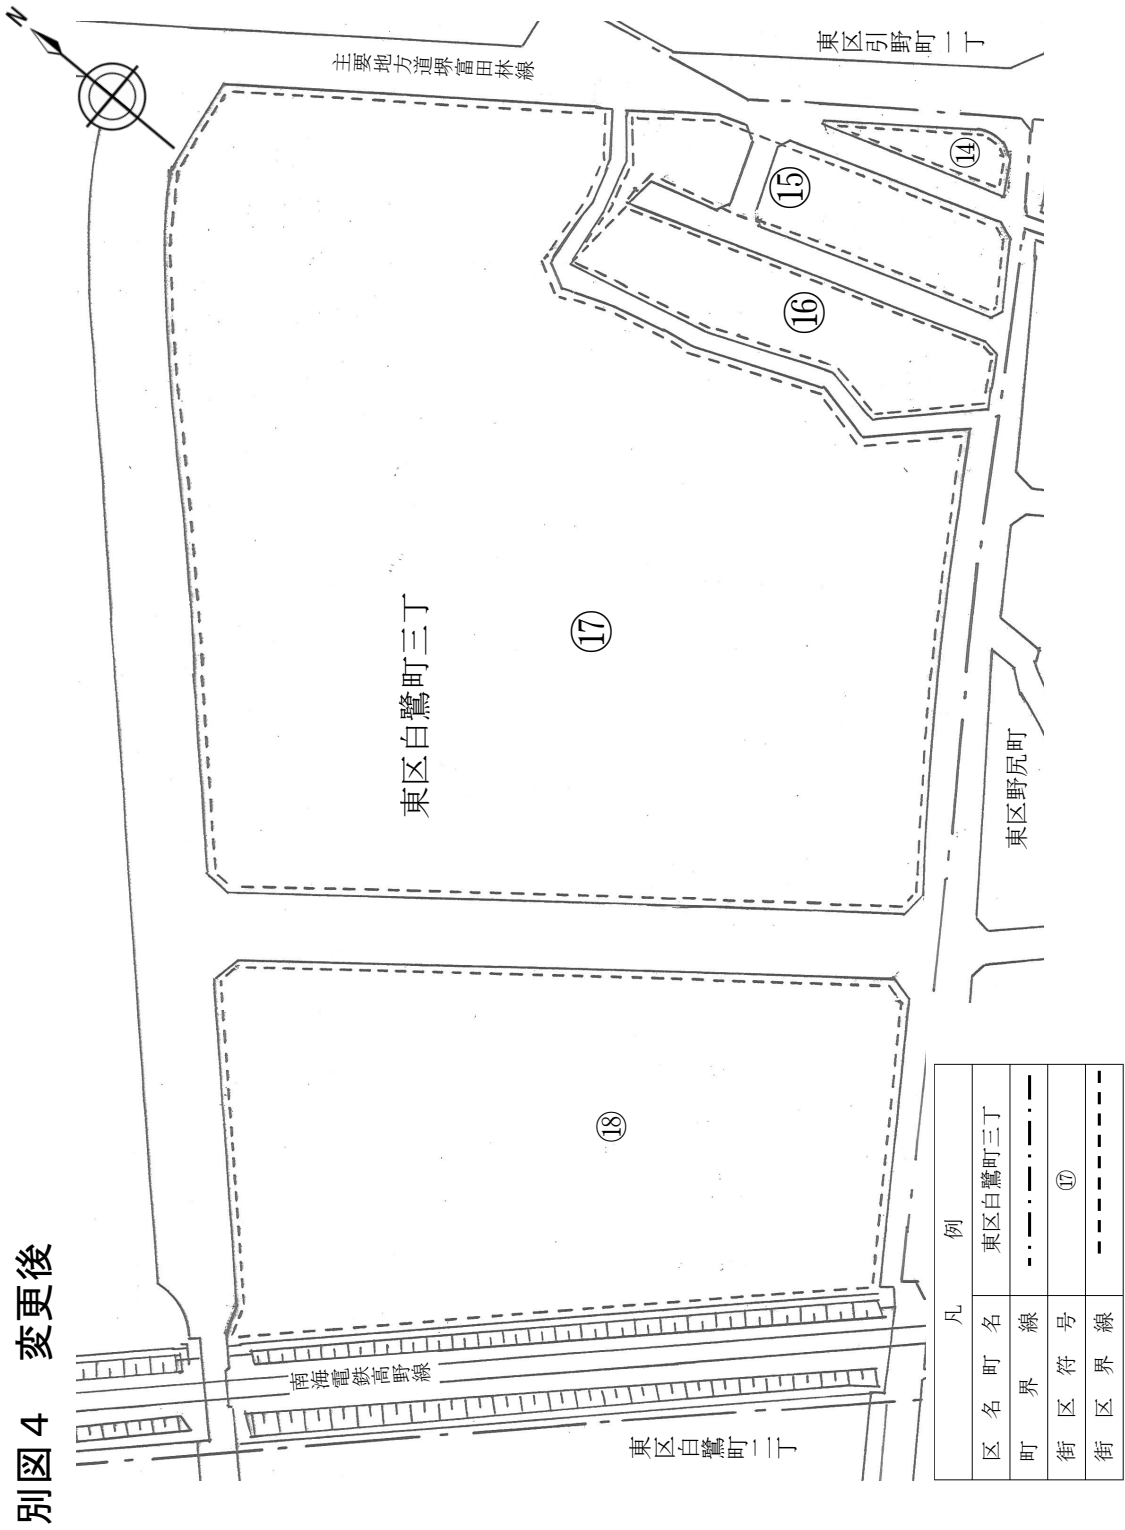 別図4 変更後
N
主要地方道堺富田林線
東区引野町一丁
⑭
⑮
⑯
⑰
東区白鷺町三丁
東区野尻町
⑱
南海電鉄高野線
東区白鷺町二丁
凡例
区名町名 東区白鷺町三丁
町界線
街区符号 ⑰
街区界線